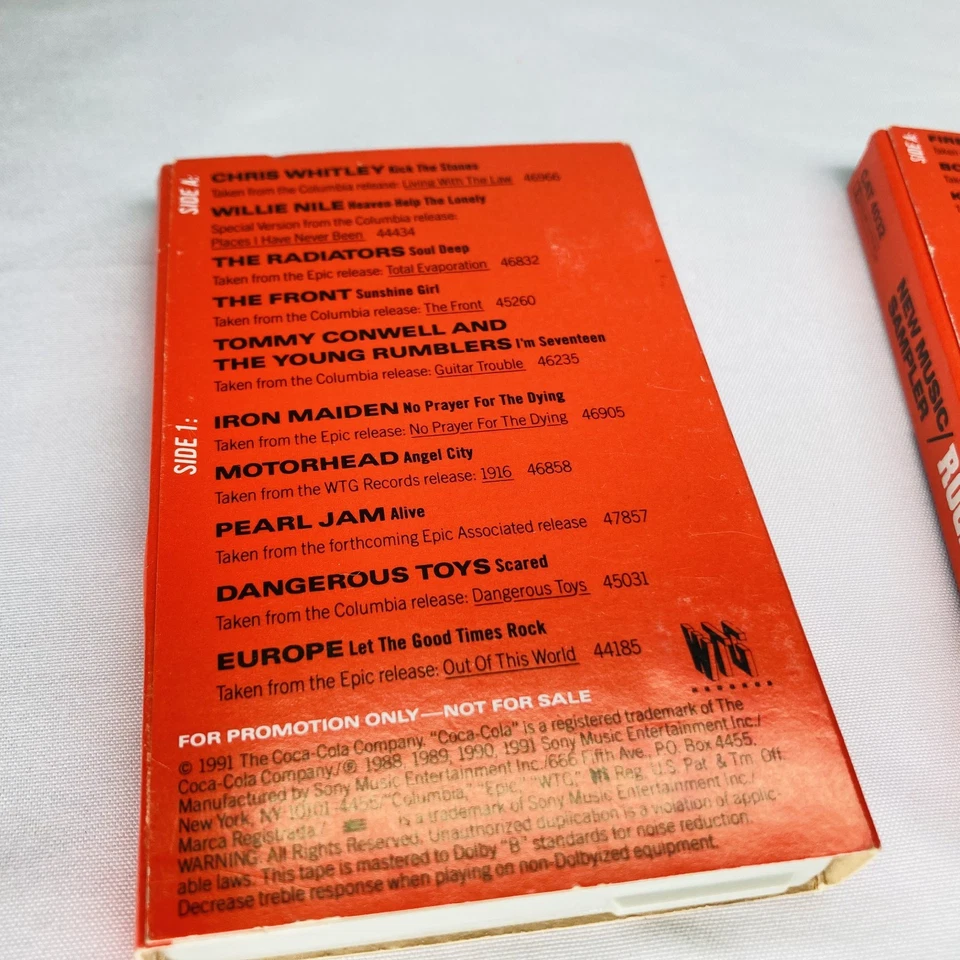 SIDE A:
CHRIS WHITLEY Kick The Stones
Taken from the Columbia release: Living With The Law 46966
WILLIE NILE Heaven Help The Lonely
Special Version from the Columbia release:
Places I Have Never Been 44434
THE RADIATORS Soul Deep
Taken from the Epic release: Total Evaporation 46832
THE FRONT Sunshine Girl
Taken from the Columbia release: The Front 45260
TOMMY CONWELL AND
THE YOUNG RUMBLERS I'm Seventeen
Taken from the Columbia release: Guitar Trouble 46235
SIDE 1:
IRON MAIDEN No Prayer For The Dying
Taken from the Epic release: No Prayer For The Dying 46905
MOTORHEAD Angel City
Taken from the WTG Records release: 1916 46858
PEARL JAM Alive
Taken from the forthcoming Epic Associated release 47857
DANGEROUS TOYS Scared
Taken from the Columbia release: Dangerous Toys 45031
EUROPE Let The Good Times Rock
Taken from the Epic release: Out Of This World 44185
WTG
RECORDS
FOR PROMOTION ONLY—NOT FOR SALE
© 1991 The Coca-Cola Company. "Coca-Cola" is a registered trademark of The
Coca-Cola Company./℗ 1988, 1989, 1990, 1991 Sony Music Entertainment Inc./
Manufactured by Sony Music Entertainment Inc./666 Fifth Ave., P.O. Box 4455,
New York, NY 10101-4455/"Columbia," "Epic," "WTG," Reg. U.S. Pat. & Tm. Off.
Marca Registrada./ is a trademark of Sony Music Entertainment Inc./
WARNING: All Rights Reserved. Unauthorized duplication is a violation of applic-
able laws. This tape is mastered to Dolby "B" standards for noise reduction.
Decrease treble response when playing on non-Dolbyized equipment.
SIDE A:
NEW MUSIC
SAMPLER/